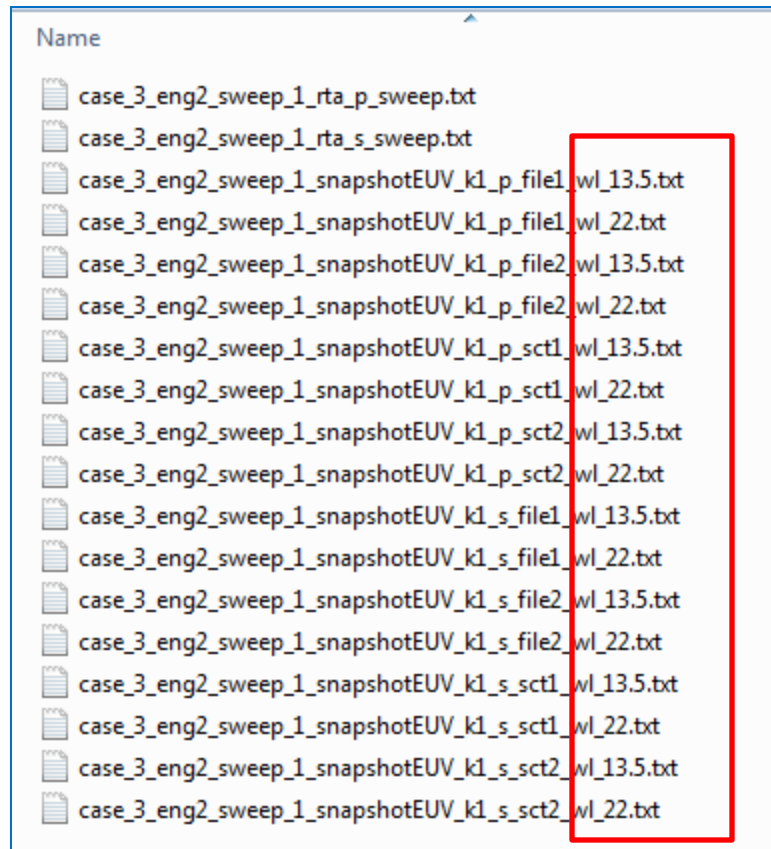 Name
case_3_eng2_sweep_1_rta_p_sweep.txt
case_3_eng2_sweep_1_rta_s_sweep.txt
case_3_eng2_sweep_1_snapshotEUV_k1_p_file1_wl_13.5.txt
case_3_eng2_sweep_1_snapshotEUV_k1_p_file1_wl_22.txt
case_3_eng2_sweep_1_snapshotEUV_k1_p_file2_wl_13.5.txt
case_3_eng2_sweep_1_snapshotEUV_k1_p_file2_wl_22.txt
case_3_eng2_sweep_1_snapshotEUV_k1_p_sct1_wl_13.5.txt
case_3_eng2_sweep_1_snapshotEUV_k1_p_sct1_wl_22.txt
case_3_eng2_sweep_1_snapshotEUV_k1_p_sct2_wl_13.5.txt
case_3_eng2_sweep_1_snapshotEUV_k1_p_sct2_wl_22.txt
case_3_eng2_sweep_1_snapshotEUV_k1_s_file1_wl_13.5.txt
case_3_eng2_sweep_1_snapshotEUV_k1_s_file1_wl_22.txt
case_3_eng2_sweep_1_snapshotEUV_k1_s_file2_wl_13.5.txt
case_3_eng2_sweep_1_snapshotEUV_k1_s_file2_wl_22.txt
case_3_eng2_sweep_1_snapshotEUV_k1_s_sct1_wl_13.5.txt
case_3_eng2_sweep_1_snapshotEUV_k1_s_sct1_wl_22.txt
case_3_eng2_sweep_1_snapshotEUV_k1_s_sct2_wl_13.5.txt
case_3_eng2_sweep_1_snapshotEUV_k1_s_sct2_wl_22.txt